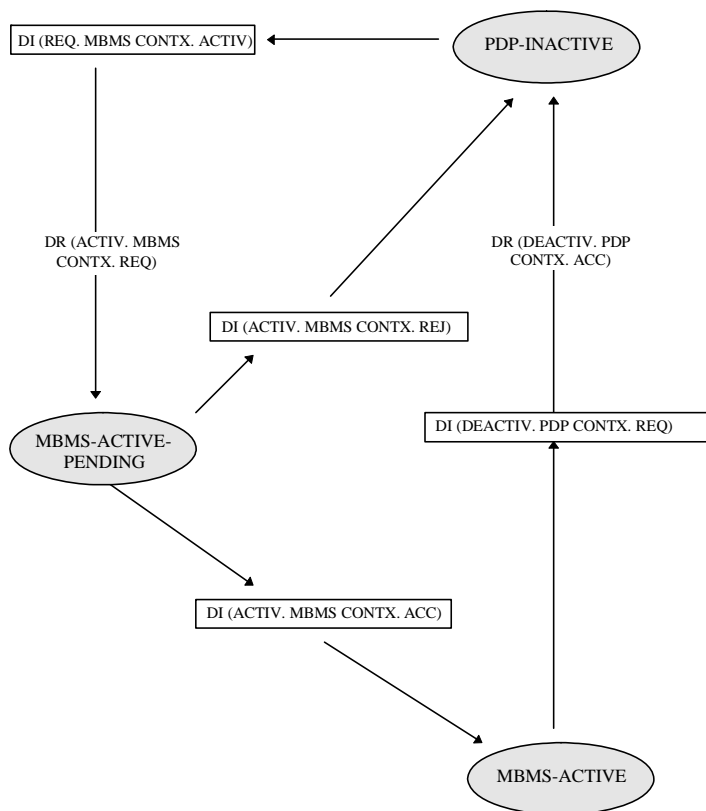 DI (REQ. MBMS CONTX. ACTIV)
PDP-INACTIVE
DR (ACTIV. MBMS
CONTX. REQ)
DR (DEACTIV. PDP
CONTX. ACC)
DI (ACTIV. MBMS CONTX. REJ)
MBMS-ACTIVE-
PENDING
DI (DEACTIV. PDP CONTX. REQ)
DI (ACTIV. MBMS CONTX. ACC)
MBMS-ACTIVE